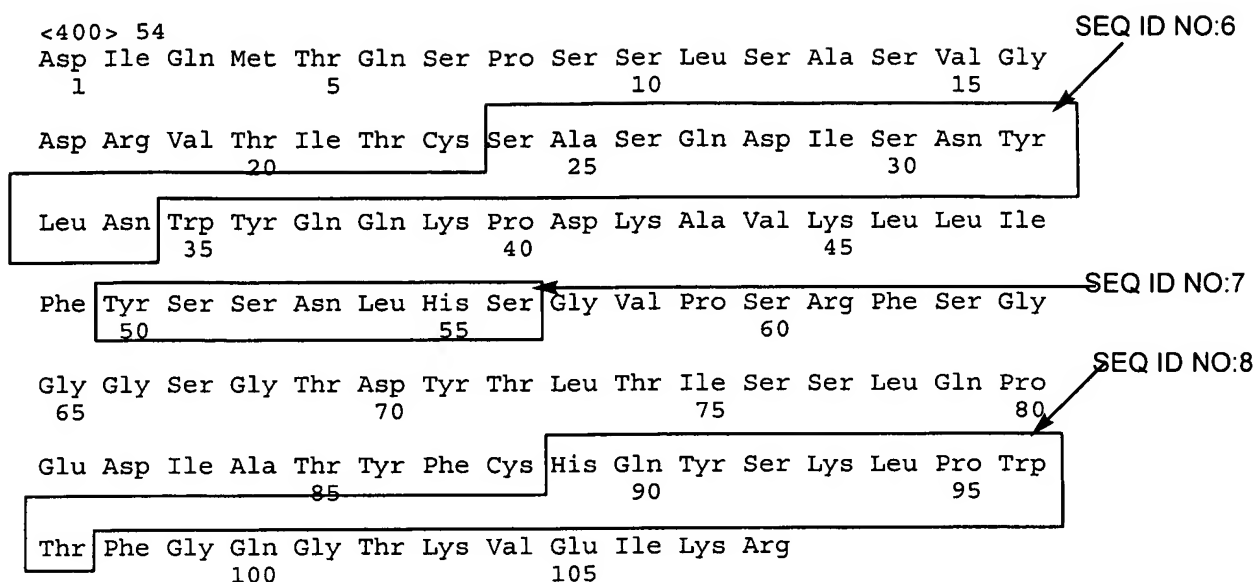 <400> 54
SEQ ID NO:6
Asp Ile Gln Met Thr Gln Ser Pro Ser Ser Leu Ser Ala Ser Val Gly
1 5 10 15
Asp Arg Val Thr Ile Thr Cys Ser Ala Ser Gln Asp Ile Ser Asn Tyr
20 25 30
Leu Asn Trp Tyr Gln Gln Lys Pro Asp Lys Ala Val Lys Leu Leu Ile
35 40 45
Phe Tyr Ser Ser Asn Leu His Ser Gly Val Pro Ser Arg Phe Ser Gly
SEQ ID NO:7
50 55 60
SEQ ID NO:8
Gly Gly Ser Gly Thr Asp Tyr Thr Leu Thr Ile Ser Ser Leu Gln Pro
65 70 75 80
Glu Asp Ile Ala Thr Tyr Phe Cys His Gln Tyr Ser Lys Leu Pro Trp
85 90 95
Thr Phe Gly Gln Gly Thr Lys Val Glu Ile Lys Arg
100 105